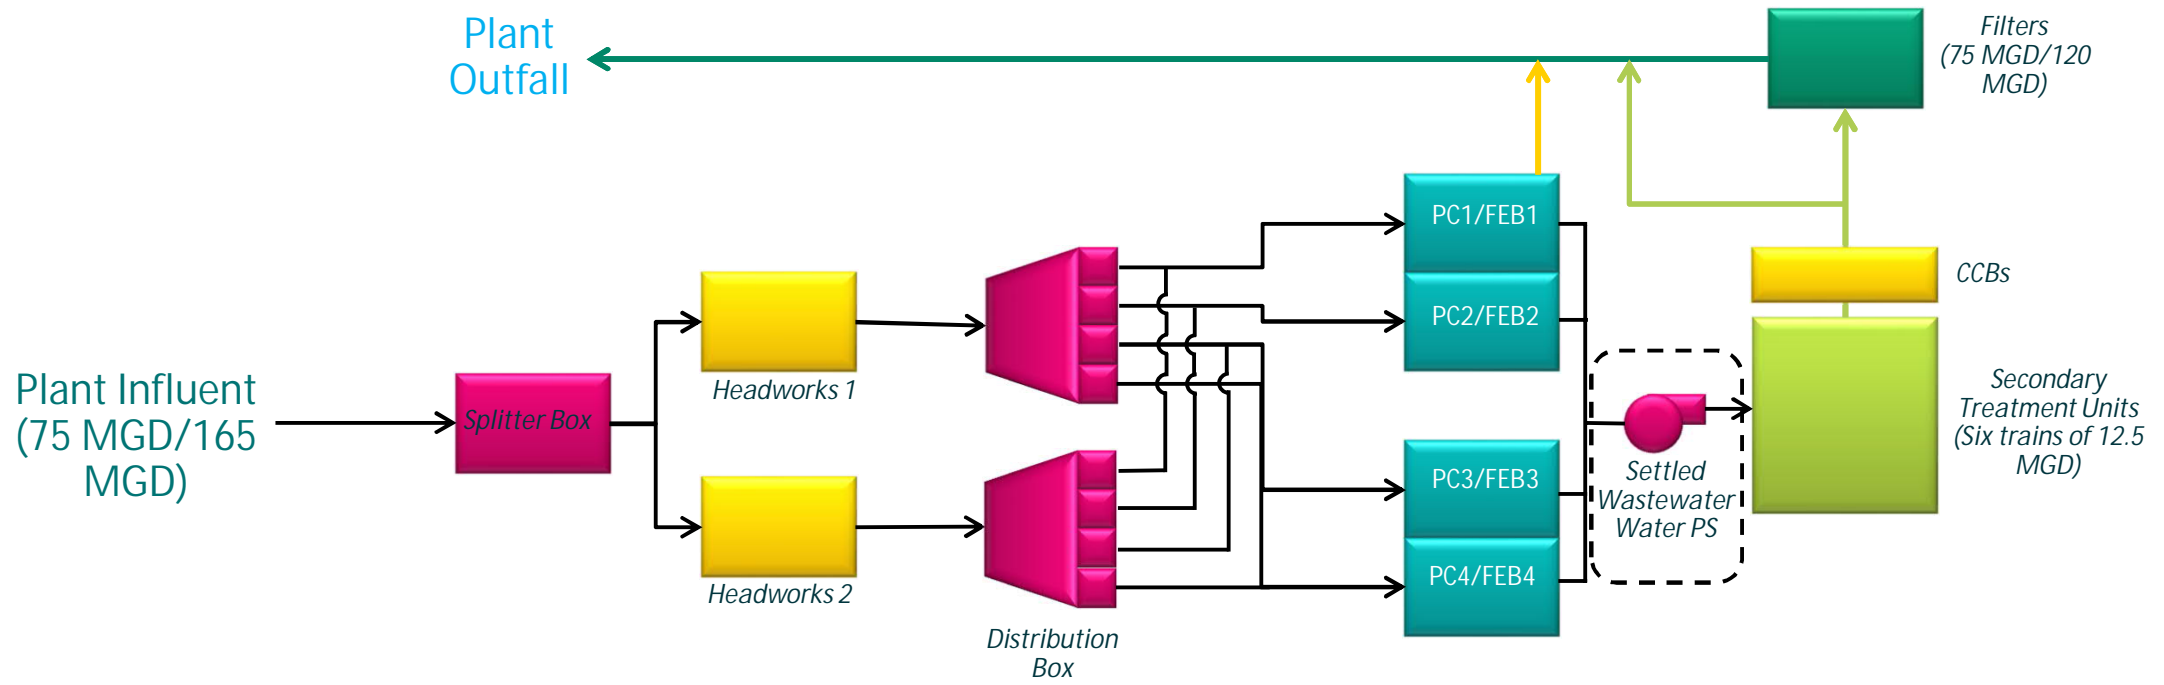 Plant
Outfall
Filters
(75 MGD/120
MGD)
PC1/FEB1
PC2/FEB2
CCBs
Headworks 1
Plant Influent
(75 MGD/165
MGD)
Splitter Box
Secondary
Treatment Units
(Six trains of 12.5
MGD)
PC3/FEB3
Settled
Wastewater
Water PS
PC4/FEB4
Headworks 2
Distribution
Box